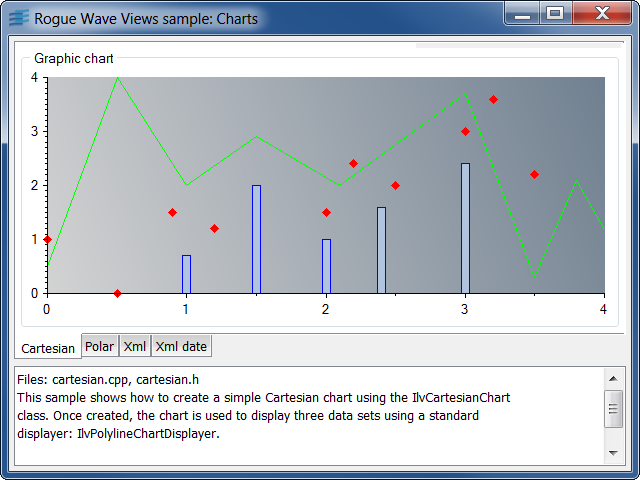 Rogue Wave Views sample: Charts
Graphic chart
4
3
2
1
0
0 1 2 3 4
Cartesian Polar Xml Xml date
Files: cartesian.cpp, cartesian.h
This sample shows how to create a simple Cartesian chart using the IlvCartesianChart
class. Once created, the chart is used to display three data sets using a standard
displayer: IlvPolylineChartDisplayer.